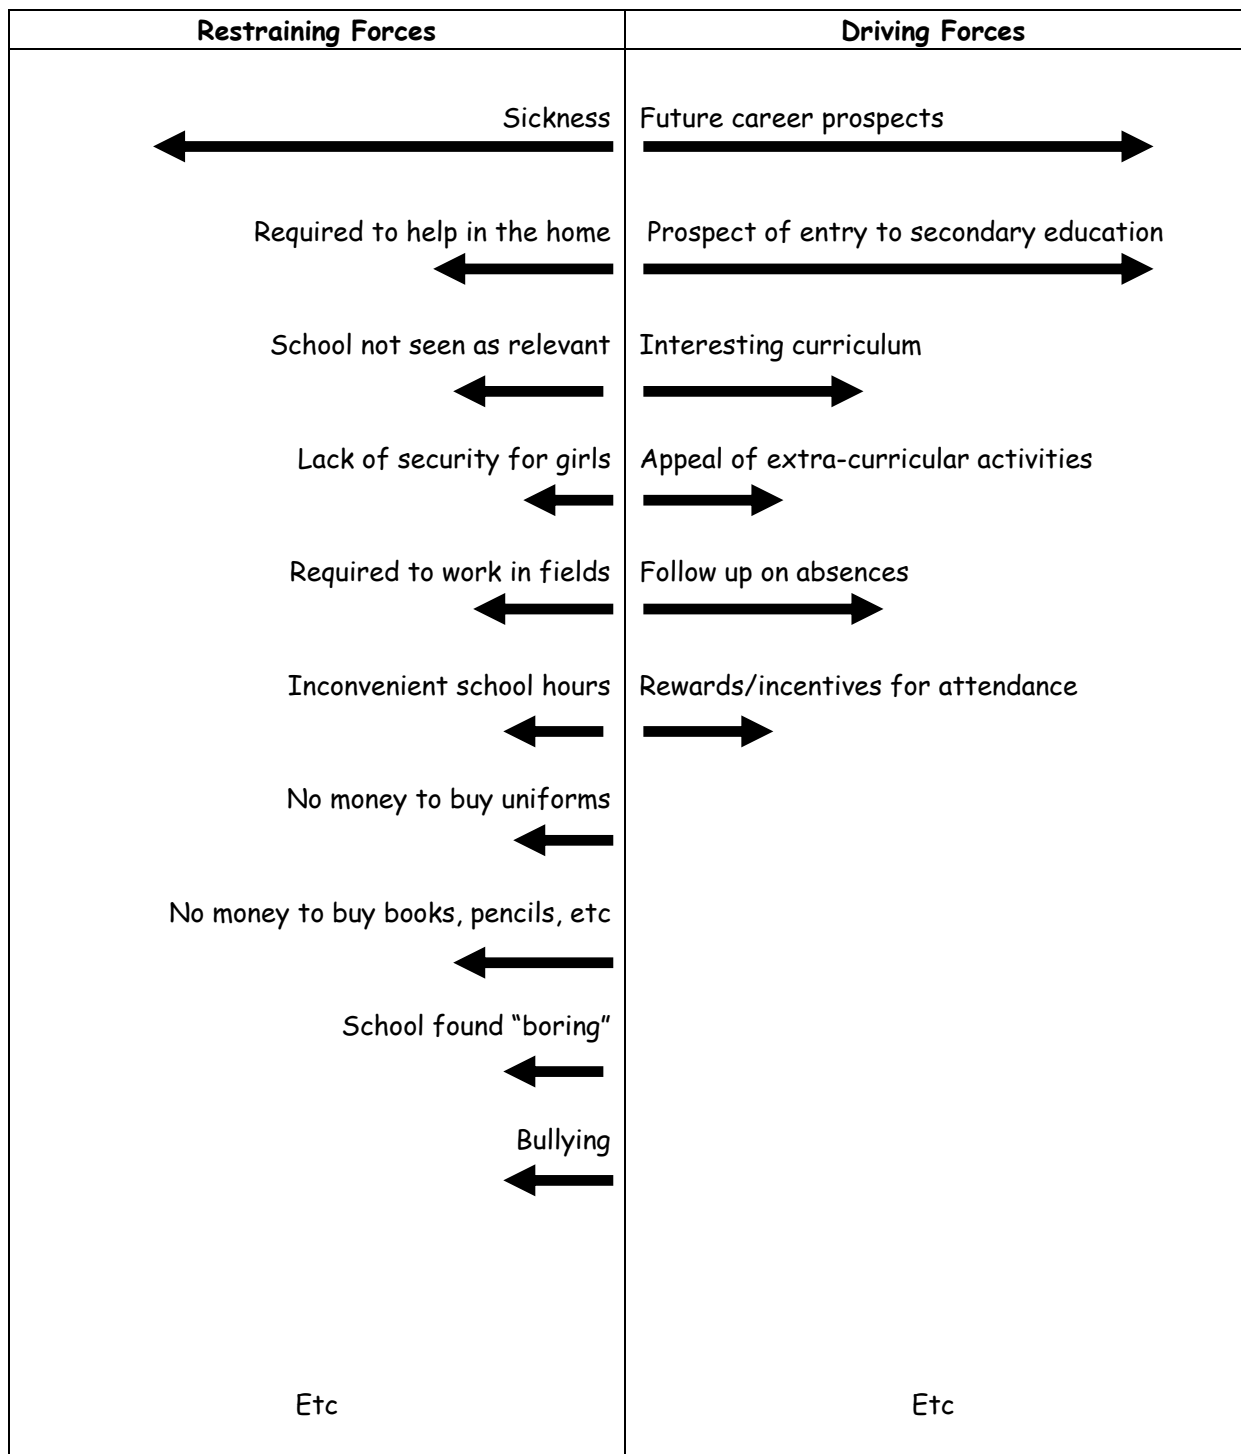 Restraining Forces
Driving Forces
Sickness
Future career prospects
Required to help in the home
Prospect of entry to secondary education
School not seen as relevant
Interesting curriculum
Lack of security for girls
Appeal of extra-curricular activities
Required to work in fields
Follow up on absences
Inconvenient school hours
Rewards/incentives for attendance
No money to buy uniforms
No money to buy books, pencils, etc
School found “boring”
Bullying
Etc
Etc